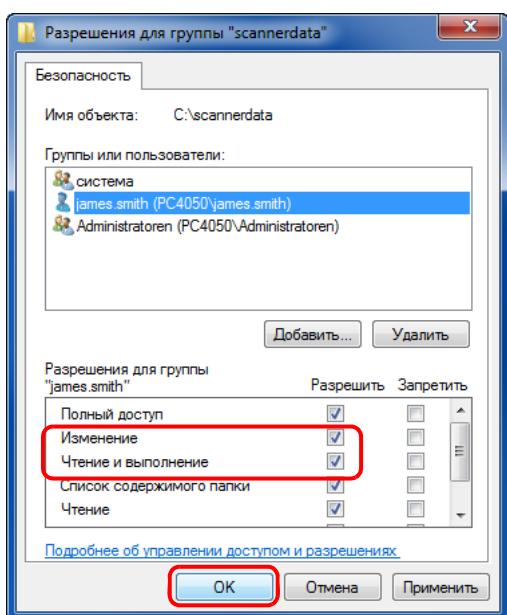 Разрешения для группы "scannerdata"
Безопасность
Имя объекта: C:\scannerdata
Группы или пользователи:
система
james.smith (PC4050\james.smith)
Administratoren (PC4050\Administratoren)
Добавить... Удалить
Разрешения для группы
"james.smith" Разрешить Запретить
Полный доступ
Изменение
Чтение и выполнение
Список содержимого папки
Чтение
Подробнее об управлении доступом и разрешениях
OK Отмена Применить